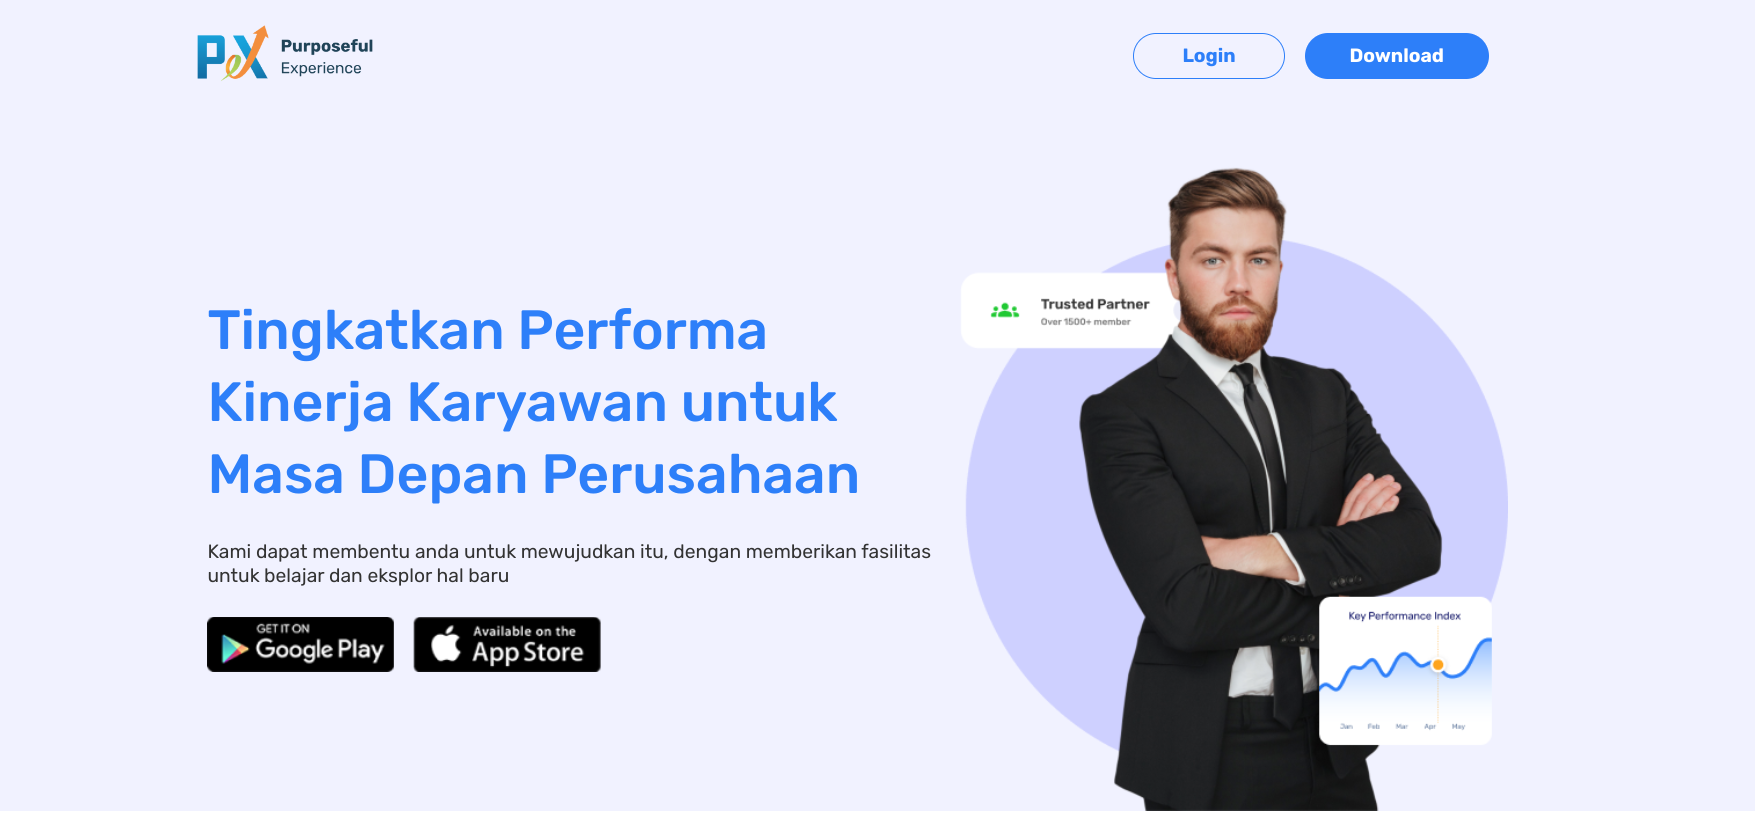 PeX
Purposeful
Experience
Login
Download
Tingkatkan Performa
Kinerja Karyawan untuk
Masa Depan Perusahaan
Kami dapat membentu anda untuk mewujudkan itu, dengan memberikan fasilitas
untuk belajar dan eksplor hal baru
GET IT ON
Google Play
Available on the
App Store
Trusted Partner
Over 1500+ member
Key Performance Index
Jan Feb Mar Apr May